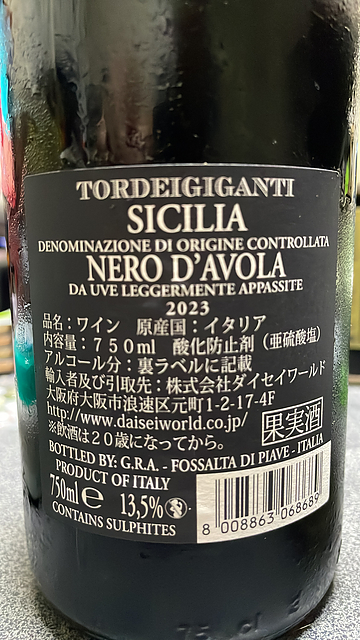 TORDEIGIGANTI
SICILIA
DENOMINAZIONE DI ORIGINE CONTROLLATA
NERO D'AVOLA
DA UVE LEGGERMENTE APPASSITE
2023
品名：ワイン　原産国：イタリア
内容量：７５０ml　酸化防止剤（亜硫酸塩）
アルコール分：裏ラベルに記載
輸入者及び引取先：株式会社ダイセイワールド
大阪府大阪市浪速区元町1-2-17-4F
http://www.daiseiworld.co.jp/
※飲酒は２０歳になってから。
果実酒
BOTTLED BY: G.R.A. - FOSSALTA DI PIAVE - ITALIA
PRODUCT OF ITALY
750ml e 13,5%
CONTAINS SULPHITES
8 008863 068689